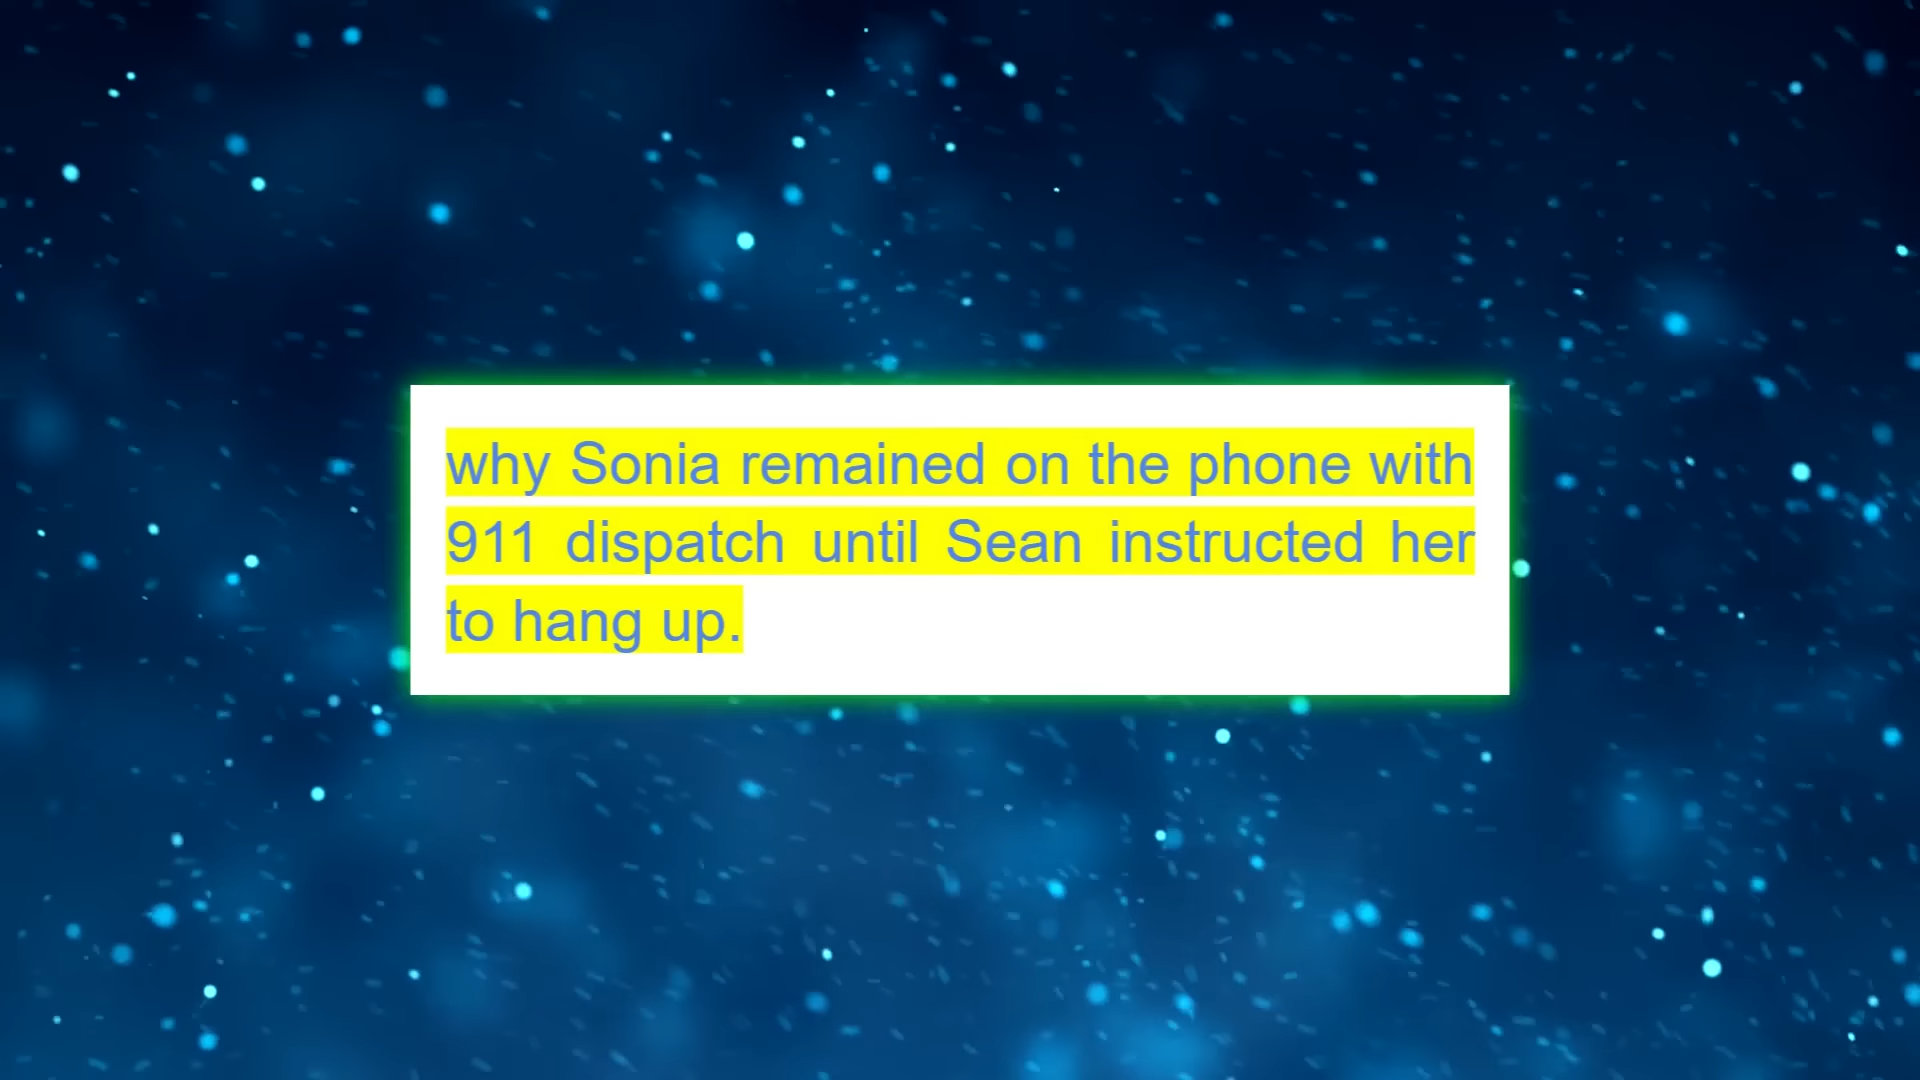 why Sonia remained on the phone with
911 dispatch until Sean instructed her
to hang up.